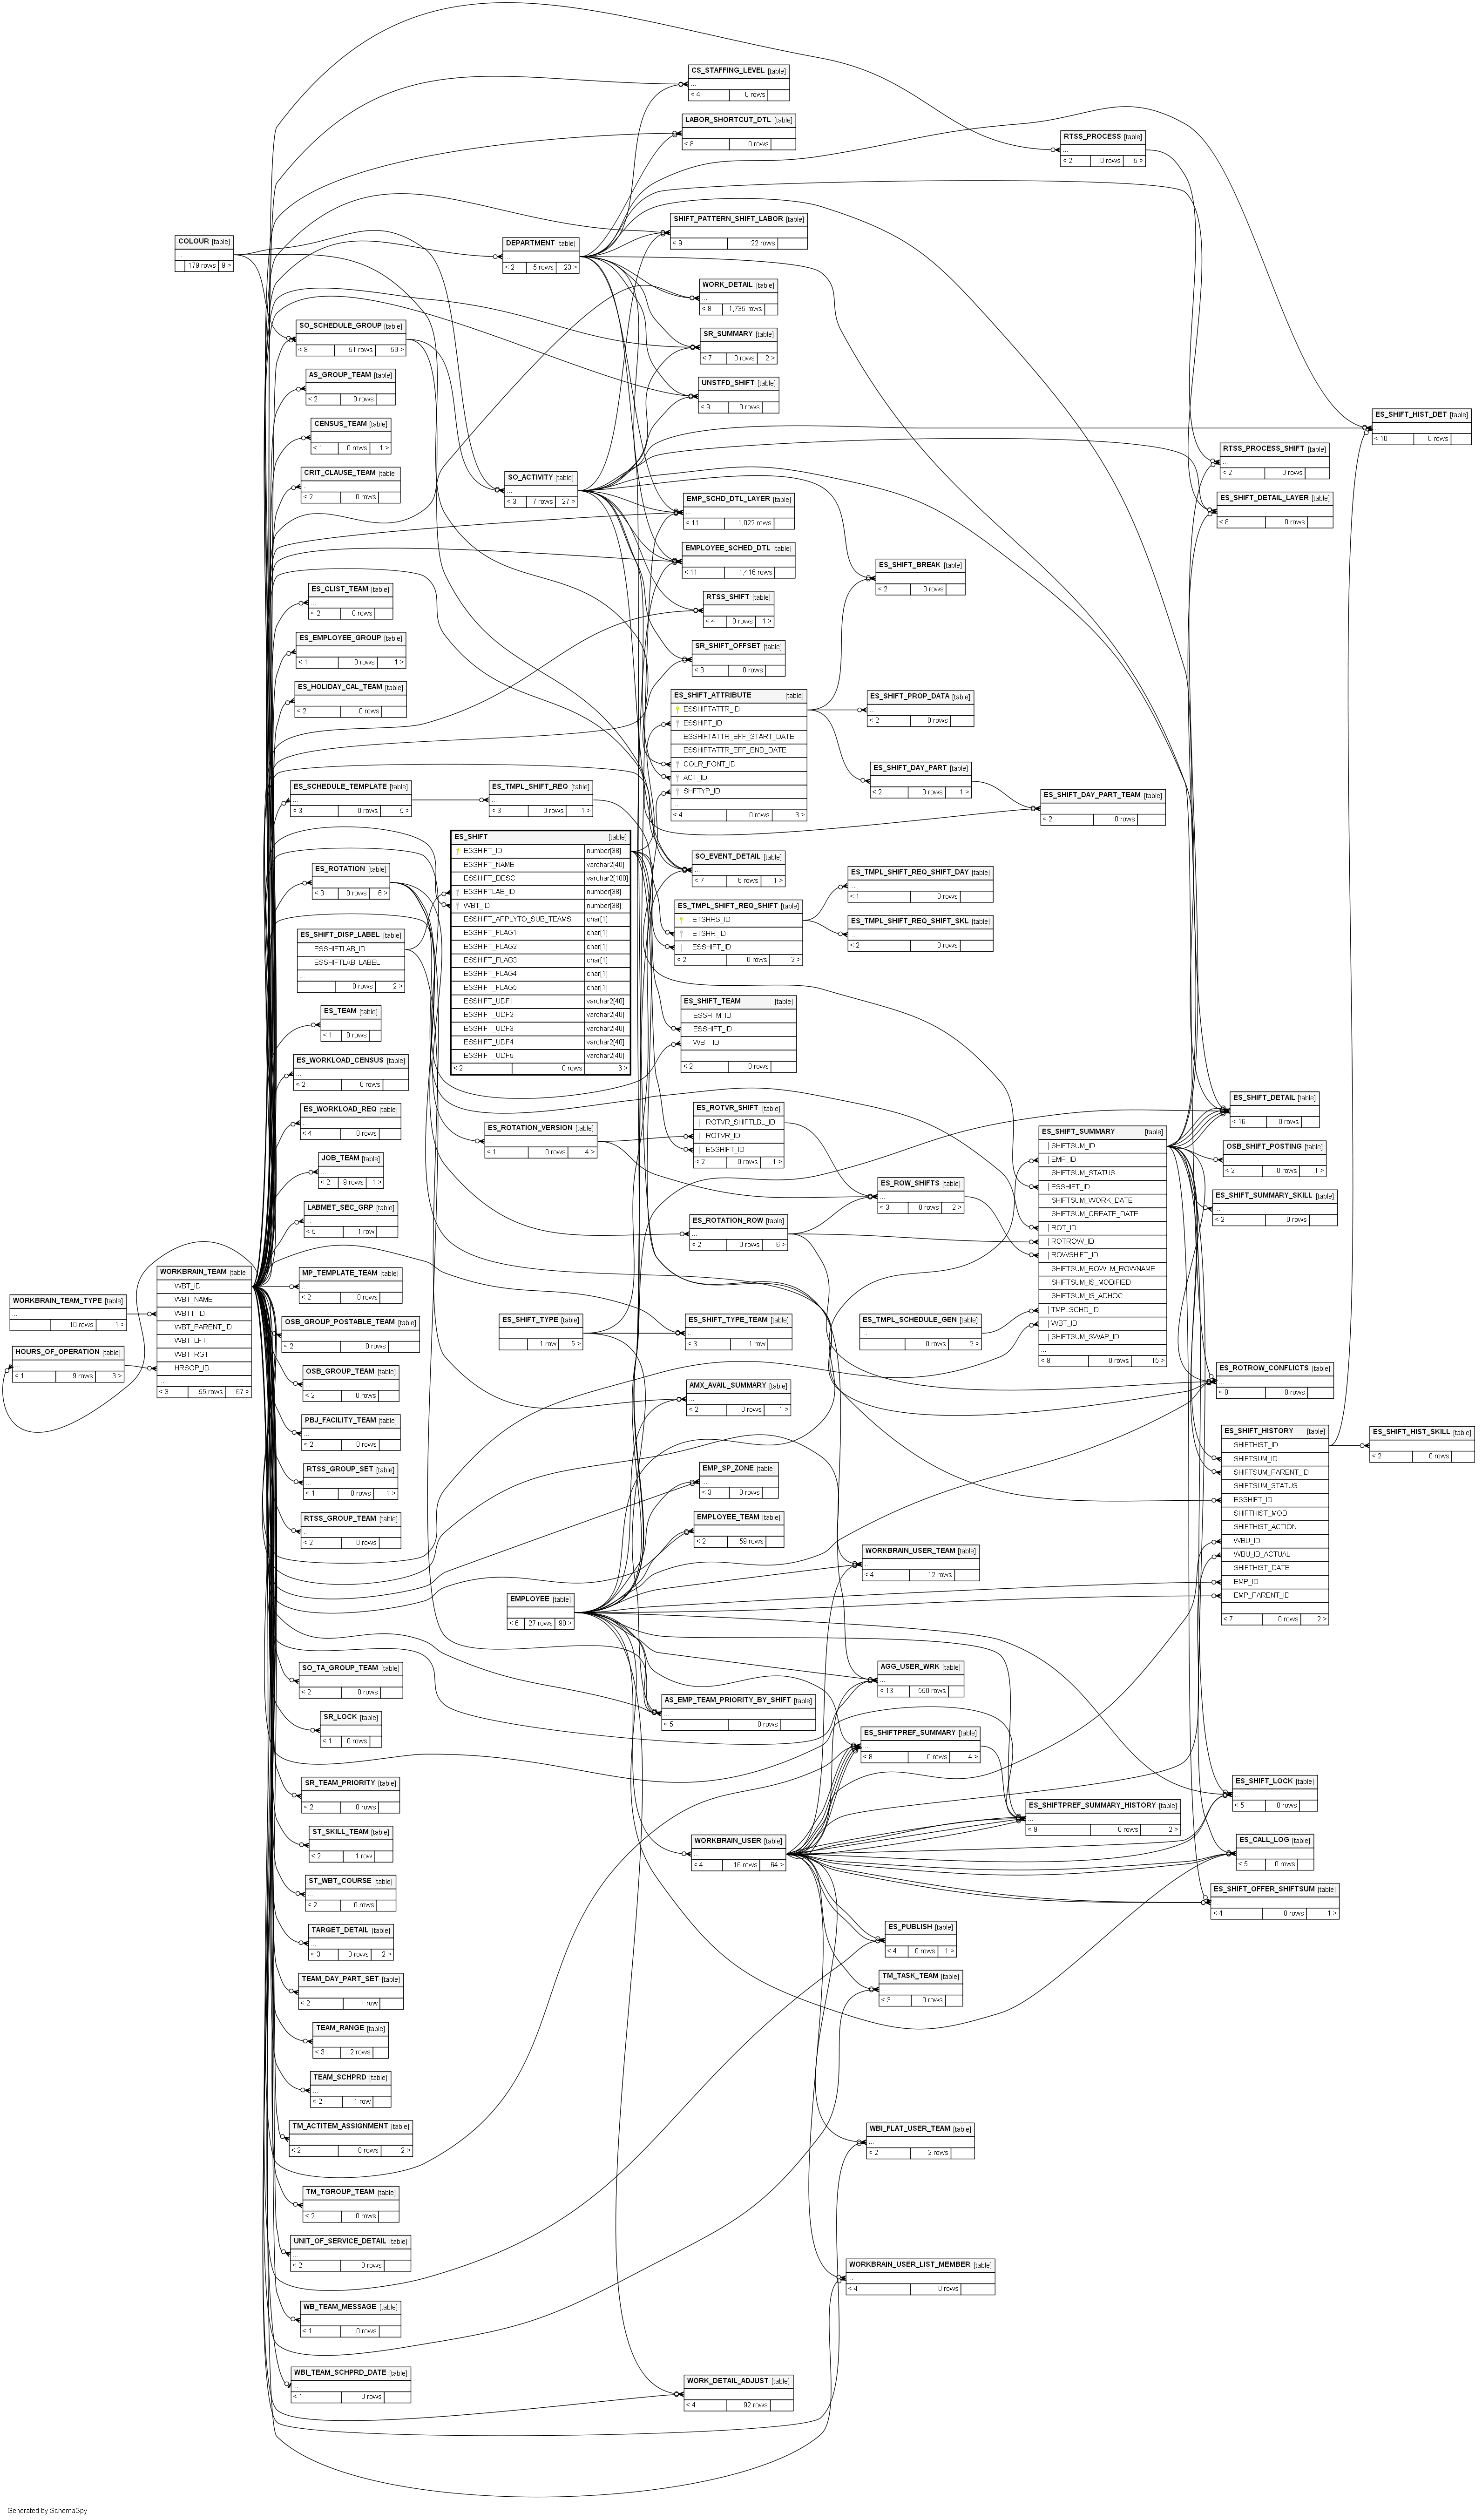 CS_STAFFING_LEVEL [table]
...
< 4 0 rows
LABOR_SHORTCUT_DTL [table]
...
< 8 0 rows
RTSS_PROCESS [table]
...
< 2 0 rows 5 >
SHIFT_PATTERN_SHIFT_LABOR [table]
...
< 9 22 rows
COLOUR [table]
...
179 rows 9 >
DEPARTMENT [table]
...
< 2 5 rows 23 >
WORK_DETAIL [table]
...
< 8 1,735 rows
SO_SCHEDULE_GROUP [table]
...
< 8 51 rows 59 >
SR_SUMMARY [table]
...
< 7 0 rows 2 >
AS_GROUP_TEAM [table]
...
< 2 0 rows
UNSTFD_SHIFT [table]
...
< 9 0 rows
ES_SHIFT_HIST_DET [table]
...
< 10 0 rows
CENSUS_TEAM [table]
...
< 1 0 rows 1 >
RTSS_PROCESS_SHIFT [table]
...
< 2 0 rows
CRIT_CLAUSE_TEAM [table]
...
< 2 0 rows
SO_ACTIVITY [table]
...
< 3 7 rows 27 >
EMP_SCHD_DTL_LAYER [table]
...
< 11 1,022 rows
ES_SHIFT_DETAIL_LAYER [table]
...
< 8 0 rows
EMPLOYEE_SCHED_DTL [table]
...
< 11 1,416 rows
ES_SHIFT_BREAK [table]
...
< 2 0 rows
ES_CLIST_TEAM [table]
...
< 2 0 rows
RTSS_SHIFT [table]
...
< 4 0 rows 1 >
ES_EMPLOYEE_GROUP [table]
...
< 1 0 rows 1 >
SR_SHIFT_OFFSET [table]
...
< 3 0 rows
ES_HOLIDAY_CAL_TEAM [table]
...
< 2 0 rows
ES_SHIFT_ATTRIBUTE [table]
ESSHIFTATTR_ID
ESSHIFT_ID
ESSHIFTATTR_EFF_START_DATE
ESSHIFTATTR_EFF_END_DATE
COLR_FONT_ID
ACT_ID
SHFTYP_ID
...
< 4 0 rows 3 >
ES_SHIFT_PROP_DATA [table]
...
< 2 0 rows
ES_SHIFT_DAY_PART [table]
...
< 2 0 rows 1 >
ES_SHIFT_DAY_PART_TEAM [table]
...
< 2 0 rows
ES_SCHEDULE_TEMPLATE [table]
...
< 3 0 rows 5 >
ES_TMPL_SHIFT_REQ [table]
...
< 3 0 rows 1 >
ES_SHIFT [table]
ESSHIFT_ID number[38]
ESSHIFT_NAME varchar2[40]
ESSHIFT_DESC varchar2[100]
ESSHIFTLAB_ID number[38]
WBT_ID number[38]
ESSHIFT_APPLYTO_SUB_TEAMS char[1]
ESSHIFT_FLAG1 char[1]
ESSHIFT_FLAG2 char[1]
ESSHIFT_FLAG3 char[1]
ESSHIFT_FLAG4 char[1]
ESSHIFT_FLAG5 char[1]
ESSHIFT_UDF1 varchar2[40]
ESSHIFT_UDF2 varchar2[40]
ESSHIFT_UDF3 varchar2[40]
ESSHIFT_UDF4 varchar2[40]
ESSHIFT_UDF5 varchar2[40]
< 2 0 rows 6 >
SO_EVENT_DETAIL [table]
...
< 7 6 rows 1 >
ES_ROTATION [table]
...
< 3 0 rows 6 >
ES_TMPL_SHIFT_REQ_SHIFT_DAY [table]
...
< 1 0 rows
ES_TMPL_SHIFT_REQ_SHIFT [table]
ETSHRS_ID
ETSHR_ID
ESSHIFT_ID
< 2 0 rows 2 >
ES_TMPL_SHIFT_REQ_SHIFT_SKL [table]
...
< 2 0 rows
ES_SHIFT_DISP_LABEL [table]
ESSHIFTLAB_ID
ESSHIFTLAB_LABEL
...
0 rows 2 >
ES_TEAM [table]
...
< 1 0 rows
ES_SHIFT_TEAM [table]
ESSHTM_ID
ESSHIFT_ID
WBT_ID
...
< 2 0 rows
ES_WORKLOAD_CENSUS [table]
...
< 2 0 rows
ES_WORKLOAD_REQ [table]
...
< 4 0 rows
ES_ROTATION_VERSION [table]
...
< 1 0 rows 4 >
ES_ROTVR_SHIFT [table]
ROTVR_SHIFTLBL_ID
ROTVR_ID
ESSHIFT_ID
< 2 0 rows 1 >
ES_SHIFT_SUMMARY [table]
SHIFTSUM_ID
EMP_ID
SHIFTSUM_STATUS
ESSHIFT_ID
SHIFTSUM_WORK_DATE
SHIFTSUM_CREATE_DATE
ROT_ID
ROTROW_ID
ROWSHIFT_ID
SHIFTSUM_ROWLM_ROWNAME
SHIFTSUM_IS_MODIFIED
SHIFTSUM_IS_ADHOC
TMPLSCHD_ID
WBT_ID
SHIFTSUM_SWAP_ID
...
< 8 0 rows 15 >
ES_SHIFT_DETAIL [table]
...
< 16 0 rows
OSB_SHIFT_POSTING [table]
...
< 2 0 rows 1 >
ES_SHIFT_SUMMARY_SKILL [table]
...
< 2 0 rows
JOB_TEAM [table]
...
< 2 9 rows 1 >
ES_ROW_SHIFTS [table]
...
< 3 0 rows 2 >
LABMET_SEC_GRP [table]
...
< 5 1 row
ES_ROTATION_ROW [table]
...
< 2 0 rows 6 >
WORKBRAIN_TEAM [table]
WBT_ID
WBT_NAME
WBTT_ID
WBT_PARENT_ID
WBT_LFT
WBT_RGT
HRSOP_ID
...
< 3 55 rows 67 >
WORKBRAIN_TEAM_TYPE [table]
...
10 rows 1 >
HOURS_OF_OPERATION [table]
...
< 1 9 rows 3 >
MP_TEMPLATE_TEAM [table]
...
< 2 0 rows
OSB_GROUP_POSTABLE_TEAM [table]
...
< 2 0 rows
ES_SHIFT_TYPE [table]
...
1 row 5 >
ES_SHIFT_TYPE_TEAM [table]
...
< 3 1 row
ES_TMPL_SCHEDULE_GEN [table]
...
0 rows 2 >
OSB_GROUP_TEAM [table]
...
< 2 0 rows
AMX_AVAIL_SUMMARY [table]
...
< 2 0 rows 1 >
ES_ROTROW_CONFLICTS [table]
...
< 8 0 rows
PBJ_FACILITY_TEAM [table]
...
< 2 0 rows
ES_SHIFT_HISTORY [table]
SHIFTHIST_ID
SHIFTSUM_ID
SHIFTSUM_PARENT_ID
SHIFTSUM_STATUS
ESSHIFT_ID
SHIFTHIST_MOD
SHIFTHIST_ACTION
WBU_ID
WBU_ID_ACTUAL
SHIFTHIST_DATE
EMP_ID
EMP_PARENT_ID
...
< 7 0 rows 2 >
ES_SHIFT_HIST_SKILL [table]
...
< 2 0 rows
RTSS_GROUP_SET [table]
...
< 1 0 rows 1 >
EMP_SP_ZONE [table]
...
< 3 0 rows
RTSS_GROUP_TEAM [table]
...
< 2 0 rows
EMPLOYEE_TEAM [table]
...
< 2 59 rows
WORKBRAIN_USER_TEAM [table]
...
< 4 12 rows
EMPLOYEE [table]
...
< 6 27 rows 98 >
SO_TA_GROUP_TEAM [table]
...
< 2 0 rows
AGG_USER_WRK [table]
...
< 13 550 rows
AS_EMP_TEAM_PRIORITY_BY_SHIFT [table]
...
< 5 0 rows
SR_LOCK [table]
...
< 1 0 rows
ES_SHIFTPREF_SUMMARY [table]
...
< 8 0 rows 4 >
SR_TEAM_PRIORITY [table]
...
< 2 0 rows
ES_SHIFT_LOCK [table]
...
< 5 0 rows
ES_SHIFTPREF_SUMMARY_HISTORY [table]
...
< 9 0 rows 2 >
ST_SKILL_TEAM [table]
...
< 2 1 row
WORKBRAIN_USER [table]
...
< 4 16 rows 64 >
ES_CALL_LOG [table]
...
< 5 0 rows
ST_WBT_COURSE [table]
...
< 2 0 rows
ES_SHIFT_OFFER_SHIFTSUM [table]
...
< 4 0 rows 1 >
TARGET_DETAIL [table]
...
< 3 0 rows 2 >
ES_PUBLISH [table]
...
< 4 0 rows 1 >
TEAM_DAY_PART_SET [table]
...
< 2 1 row
TM_TASK_TEAM [table]
...
< 3 0 rows
TEAM_RANGE [table]
...
< 3 2 rows
TEAM_SCHPRD [table]
...
< 2 1 row
TM_ACTITEM_ASSIGNMENT [table]
...
< 2 0 rows 2 >
WBI_FLAT_USER_TEAM [table]
...
< 2 2 rows
TM_TGROUP_TEAM [table]
...
< 2 0 rows
UNIT_OF_SERVICE_DETAIL [table]
...
< 2 0 rows
WORKBRAIN_USER_LIST_MEMBER [table]
...
< 4 0 rows
WB_TEAM_MESSAGE [table]
...
< 1 0 rows
WBI_TEAM_SCHPRD_DATE [table]
...
< 1 0 rows
WORK_DETAIL_ADJUST [table]
...
< 4 92 rows
Generated by SchemaSpy